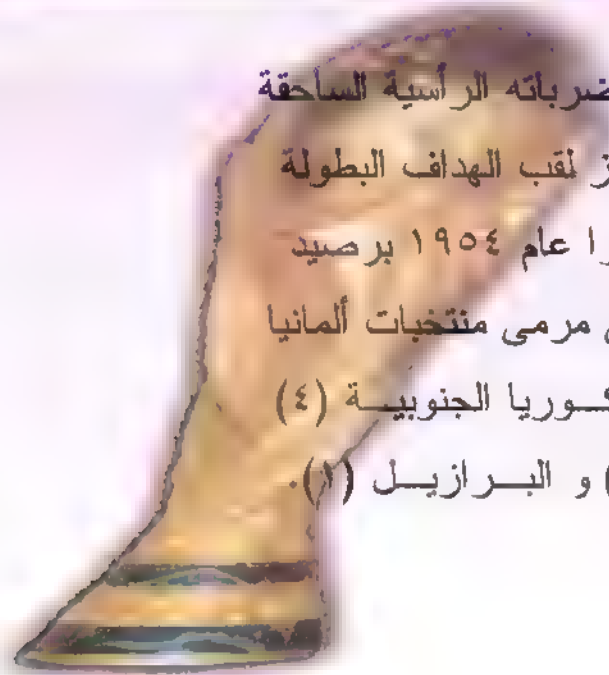 ضرباته الرأسية الساحقة
ز لقب الهداف البطولة
را عام ١٩٥٤ برصيد
مرمى منتخبات ألمانيا
كوريا الجنوبية (٤)
) و البرازيل (١).